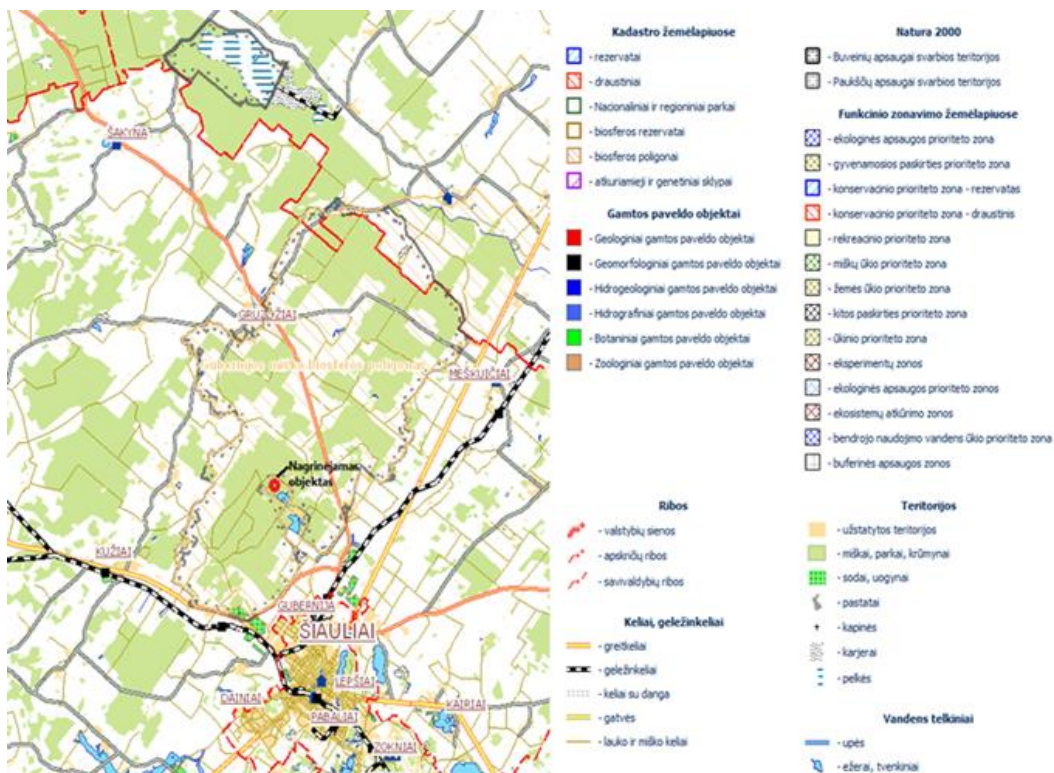 ŠAKYNA
GRUZDŽIAI
Gubernijos miško biosferos poligonas
MEŠKUIČIAI
Nagrinėjamas
objektas
KUŽIAI
GUBERNIJA
ŠIAULIAI
LEPŠIAI
DAINIAI
KAIRIAI
PABALIAI
ZOKNIAI
Kadastro žemėlapiuose
- rezervatai
- draustiniai
- Nacionaliniai ir regioniniai parkai
- biosferos rezervatai
- biosferos poligonai
- atkuriamieji ir genetiniai sklypai
Gamtos paveldo objektai
- Geologiniai gamtos paveldo objektai
- Geomorfologiniai gamtos paveldo objektai
- Hidrogeologiniai gamtos paveldo objektai
- Hidrografiniai gamtos paveldo objektai
- Botaniniai gamtos paveldo objektai
- Zoologiniai gamtos paveldo objektai
Ribos
- valstybių sienos
- apskričių ribos
- savivaldybių ribos
Keliai, geležinkeliai
- greitkeliai
- geležinkeliai
- keliai su danga
- gatvės
- lauko ir miško keliai
Natura 2000
- Buveinių apsaugai svarbios teritorijos
- Paukščių apsaugai svarbios teritorijos
Funkcinio zonavimo žemėlapiuose
- ekologinės apsaugos prioriteto zona
- gyvenamosios paskirties prioriteto zona
- konservacinio prioriteto zona - rezervatas
- konservacinio prioriteto zona - draustinis
- rekreacinio prioriteto zona
- miškų ūkio prioriteto zona
- žemės ūkio prioriteto zona
- kitos paskirties prioriteto zona
- ūkinio prioriteto zona
- eksperimentų zonos
- ekologinės apsaugos prioriteto zonos
- ekosistemų atkūrimo zonos
- bendrojo naudojimo vandens ūkio prioriteto zona
- buferinės apsaugos zonos
Teritorijos
- užstatytos teritorijos
- miškai, parkai, krūmynai
- sodai, uogynai
- pastatai
- kapinės
- karjerai
- pelkės
Vandens telkiniai
- upės
- ežerai, tvenkiniai